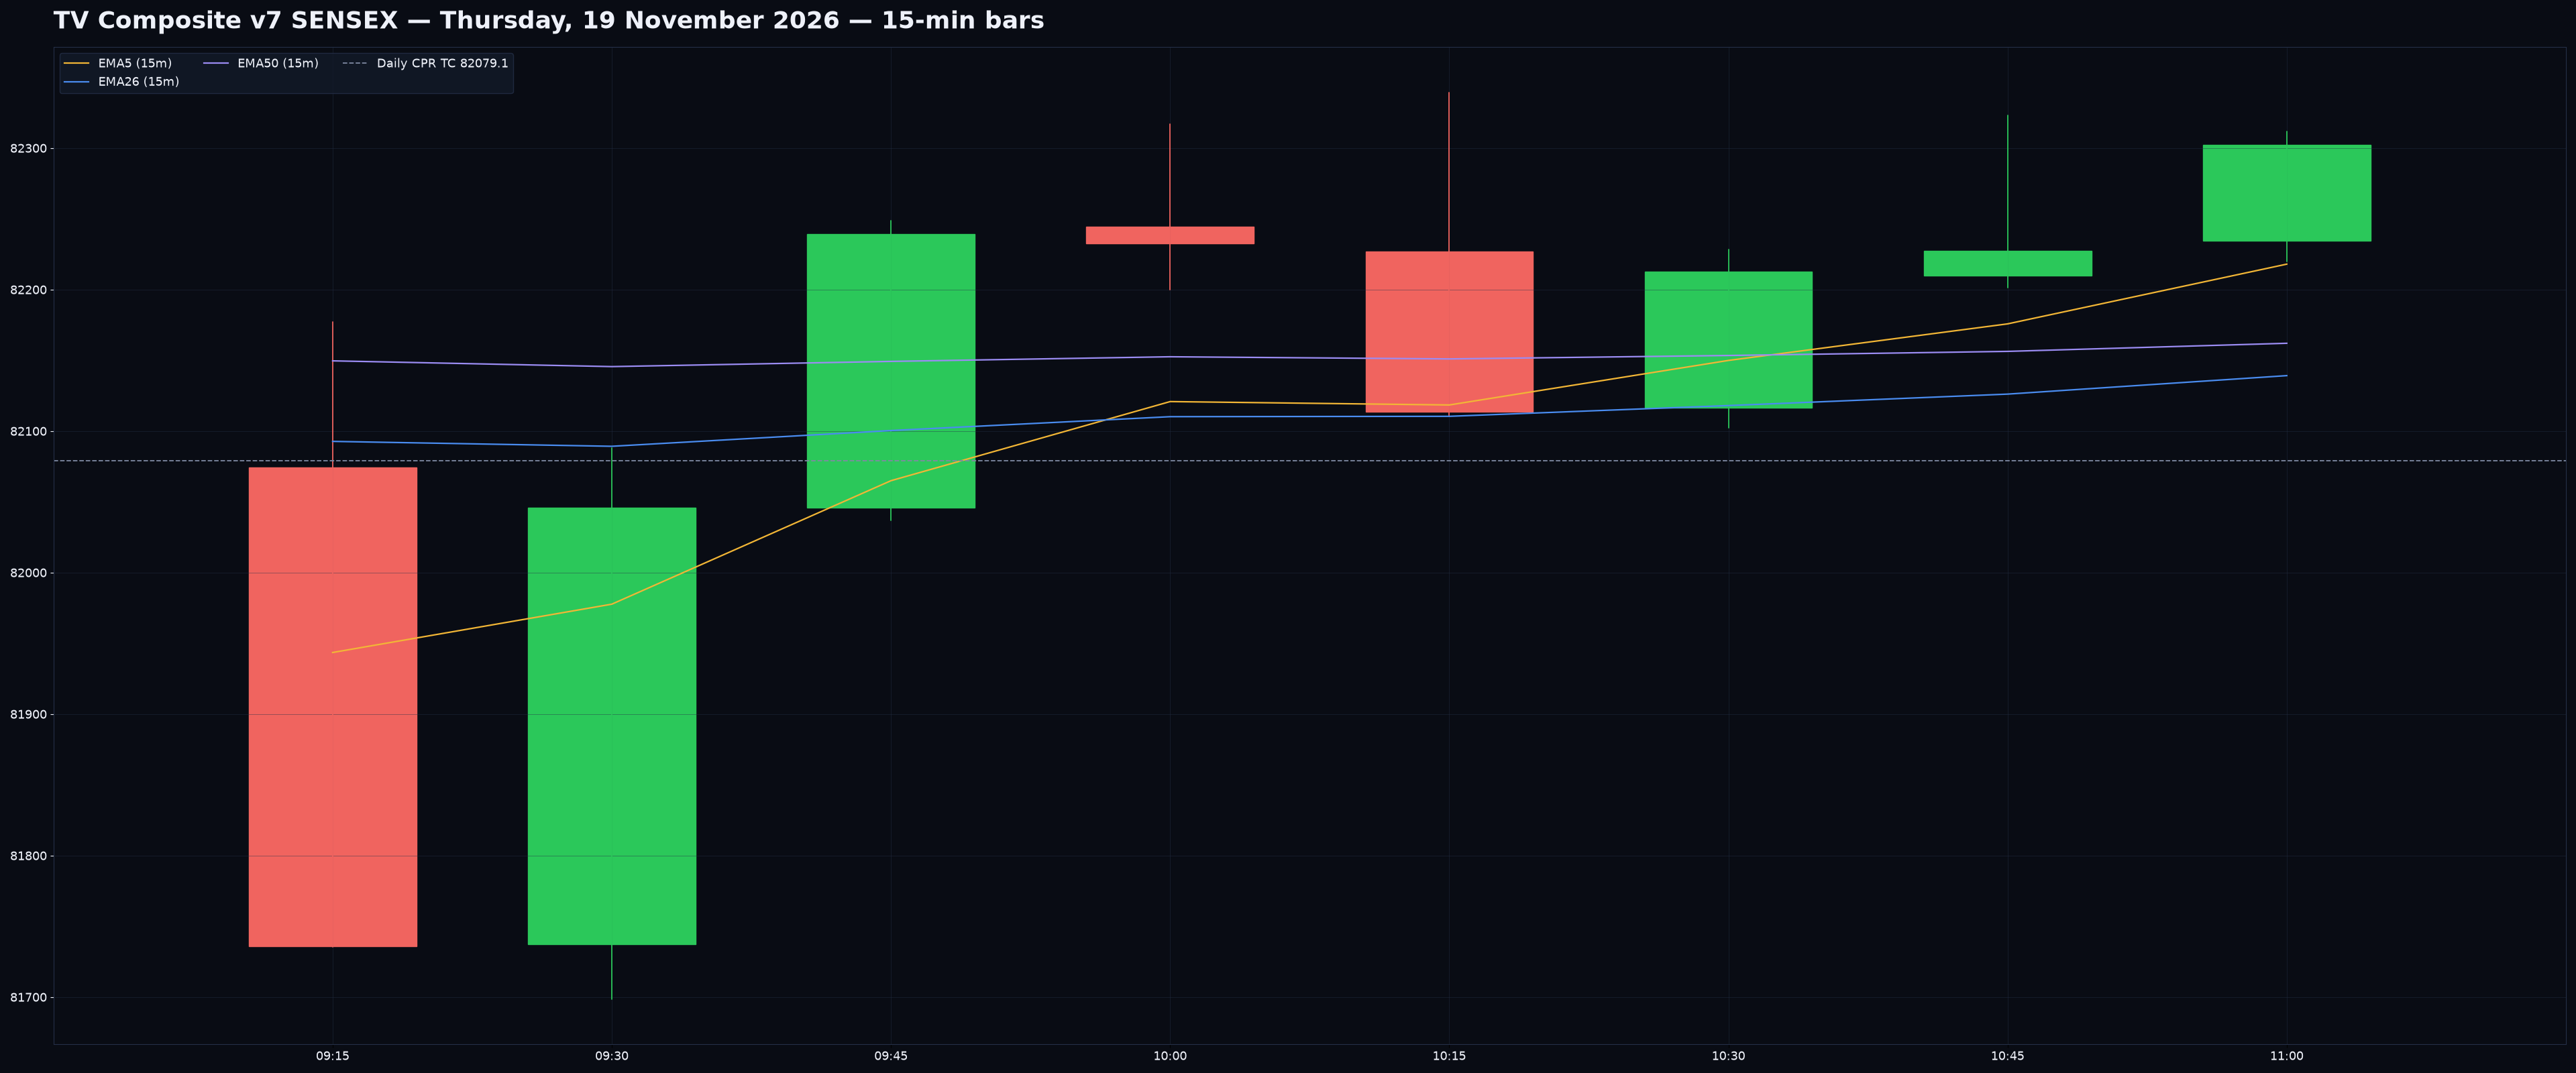 TV Composite v7 SENSEX — Thursday, 19 November 2026 — 15-min bars
EMA5 (15m) EMA50 (15m) Daily CPR TC 82079.1
EMA26 (15m)
82300
82200
82100
82000
81900
81800
81700
09:15 09:30 09:45 10:00 10:15 10:30 10:45 11:00